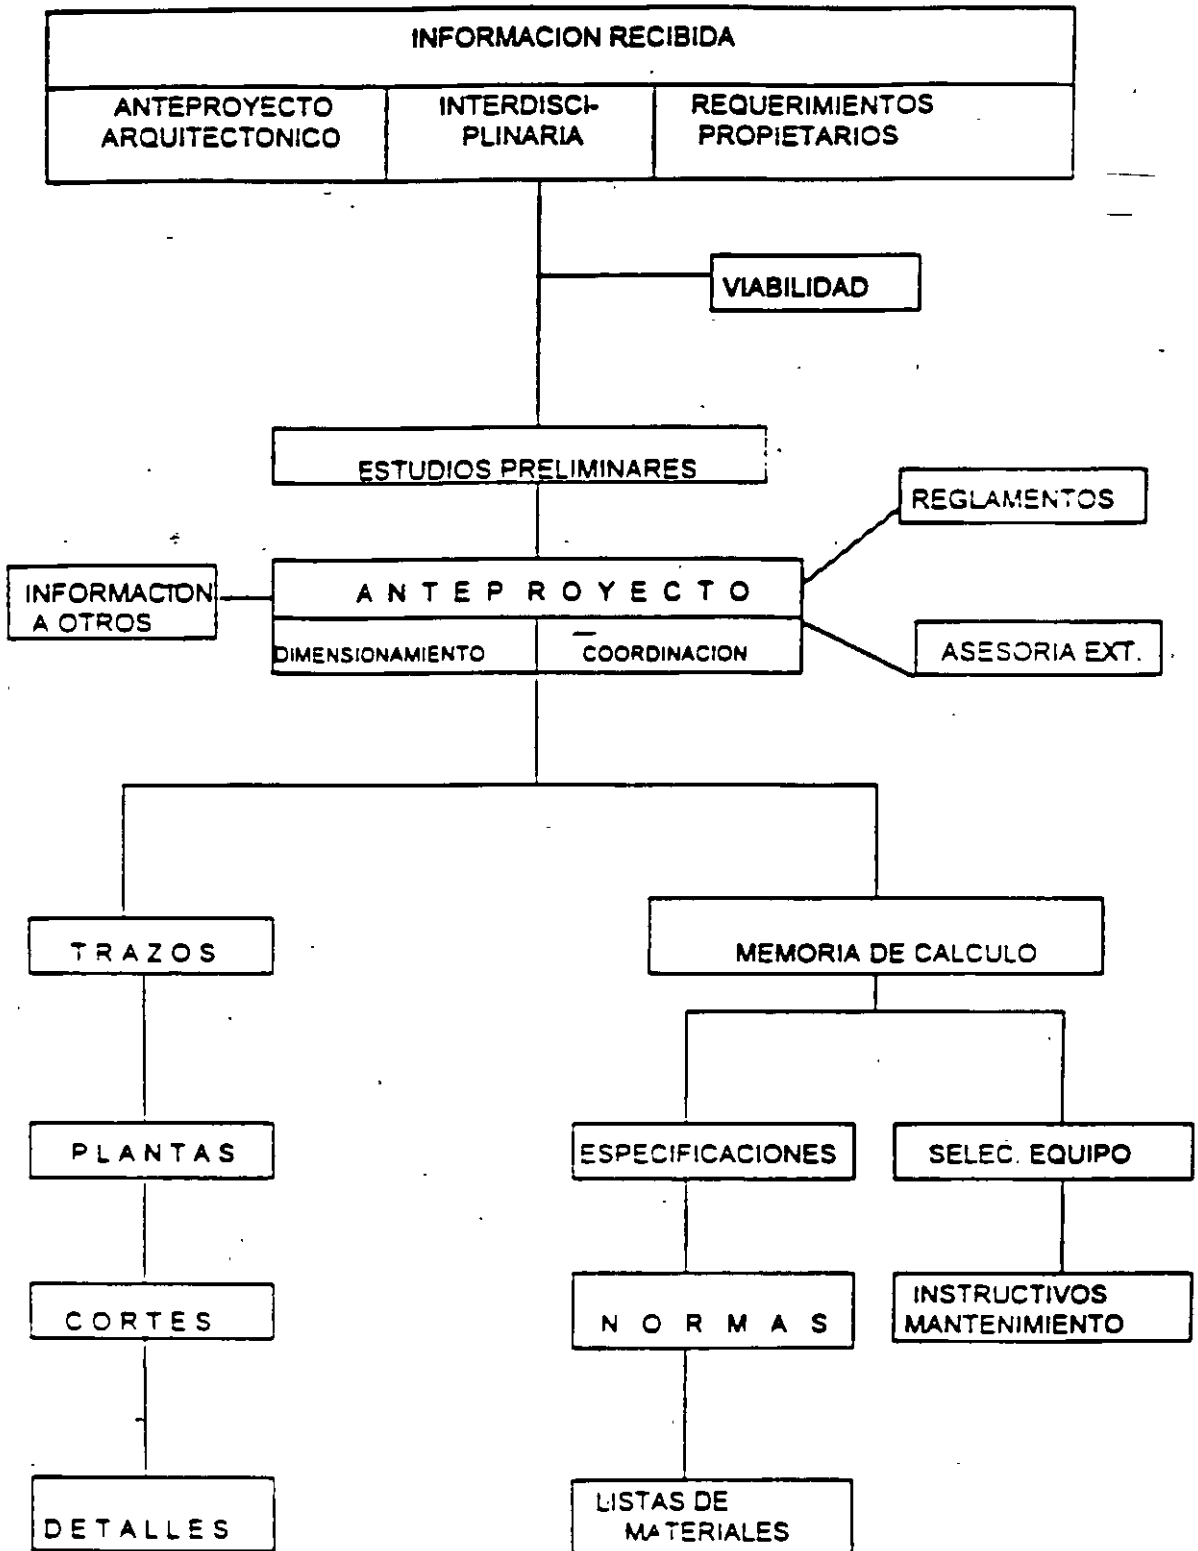 INFORMACION RECIBIDA
ANTEPROYECTO
ARQUITECTONICO
INTERDISCI-
PLINARIA
REQUERIMIENTOS
PROPIETARIOS
VIABILIDAD
ESTUDIOS PRELIMINARES
REGLAMENTOS
INFORMACION
A OTROS
A N T E P R O Y E C T O
DIMENSIONAMIENTO
COORDINACION
ASESORIA EXT.
T R A Z O S
MEMORIA DE CALCULO
P L A N T A S
ESPECIFICACIONES
SELEC. EQUIPO
C O R T E S
N O R M A S
INSTRUCTIVOS
MANTENIMIENTO
D E T A L L E S
LISTAS DE
MATERIALES